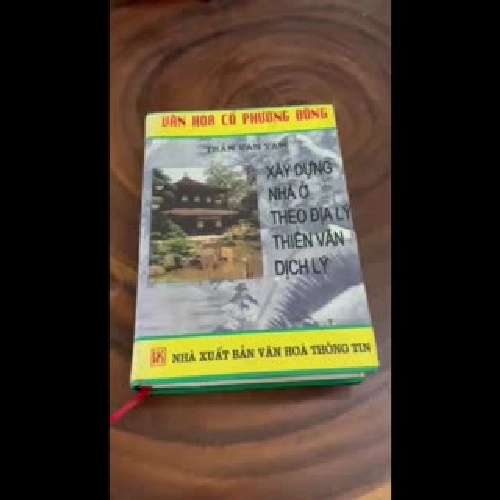 VĂN HÓA CỔ PHƯƠNG ĐÔNG
TRẦN VĂN TAM
XÂY DỰNG
NHÀ Ở
THEO ĐỊA LÝ
THIÊN VĂN
DỊCH LÝ
NHÀ XUẤT BẢN VĂN HOÁ THÔNG TIN